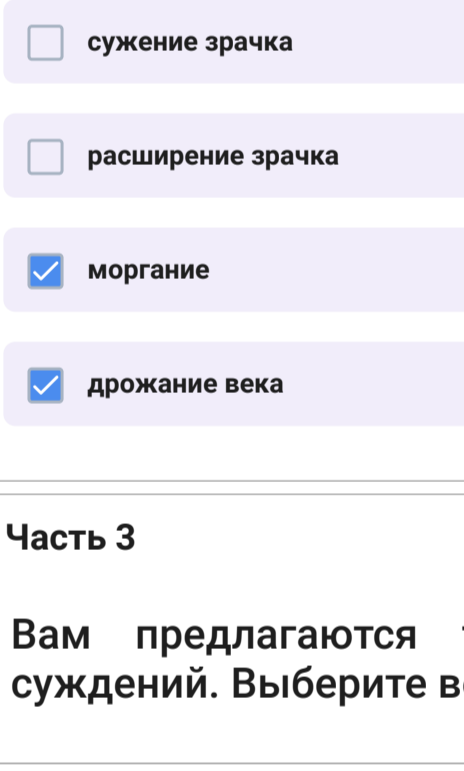 сужение зрачка
расширение зрачка
моргание
дрожание века
Часть 3
Вам предлагаются
суждений. Выберите